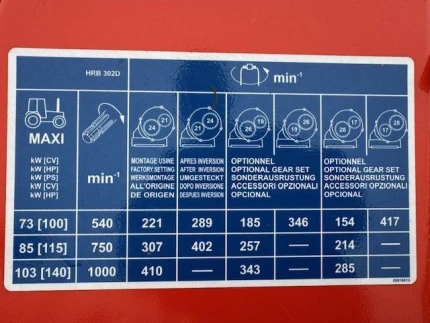 HRB 302D
min-1
MAXI
kW [CV]
kW [HP]
kW [PS]
kW [CV]
kW [HP]
min-1
21
24
MONTAGE USINE
FACTORY SETTING
WERKSMONTAGE
ALL'ORIGINE
DE ORIGEN
21
24
APRES INVERSION
AFTER INVERSION
UMGESTECKT
DOPO INVERSIONE
DESPUES INVERSION
26
19
26
19
OPTIONNEL
OPTIONAL GEAR SET
SONDERAUSRUSTUNG
ACCESSORI OPZIONALI
OPCIONAL
28
17
28
17
OPTIONNEL
OPTIONAL GEAR SET
SONDERAUSRUSTUNG
ACCESSORI OPZIONALI
OPCIONAL
73 [100] 540 221 289 185 346 154 417
85 [115] 750 307 402 257 — 214 —
103 [140] 1000 410 — 343 — 285 —